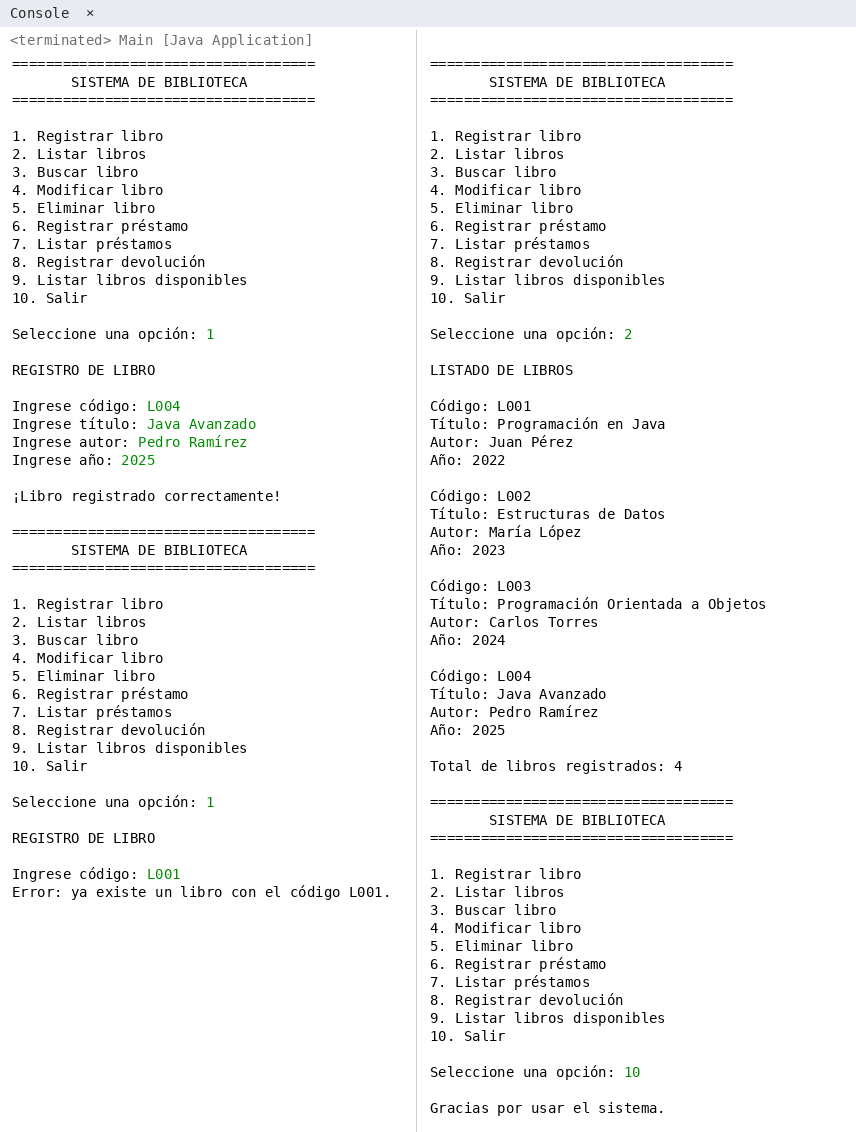 Console ×
<terminated> Main [Java Application]
====================================
SISTEMA DE BIBLIOTECA
====================================
1. Registrar libro
2. Listar libros
3. Buscar libro
4. Modificar libro
5. Eliminar libro
6. Registrar préstamo
7. Listar préstamos
8. Registrar devolución
9. Listar libros disponibles
10. Salir
Seleccione una opción: 1
REGISTRO DE LIBRO
Ingrese código: L004
Ingrese título: Java Avanzado
Ingrese autor: Pedro Ramírez
Ingrese año: 2025
¡Libro registrado correctamente!
====================================
SISTEMA DE BIBLIOTECA
====================================
1. Registrar libro
2. Listar libros
3. Buscar libro
4. Modificar libro
5. Eliminar libro
6. Registrar préstamo
7. Listar préstamos
8. Registrar devolución
9. Listar libros disponibles
10. Salir
Seleccione una opción: 1
REGISTRO DE LIBRO
Ingrese código: L001
Error: ya existe un libro con el código L001.
====================================
SISTEMA DE BIBLIOTECA
====================================
1. Registrar libro
2. Listar libros
3. Buscar libro
4. Modificar libro
5. Eliminar libro
6. Registrar préstamo
7. Listar préstamos
8. Registrar devolución
9. Listar libros disponibles
10. Salir
Seleccione una opción: 2
LISTADO DE LIBROS
Código: L001
Título: Programación en Java
Autor: Juan Pérez
Año: 2022
Código: L002
Título: Estructuras de Datos
Autor: María López
Año: 2023
Código: L003
Título: Programación Orientada a Objetos
Autor: Carlos Torres
Año: 2024
Código: L004
Título: Java Avanzado
Autor: Pedro Ramírez
Año: 2025
Total de libros registrados: 4
====================================
SISTEMA DE BIBLIOTECA
====================================
1. Registrar libro
2. Listar libros
3. Buscar libro
4. Modificar libro
5. Eliminar libro
6. Registrar préstamo
7. Listar préstamos
8. Registrar devolución
9. Listar libros disponibles
10. Salir
Seleccione una opción: 10
Gracias por usar el sistema.